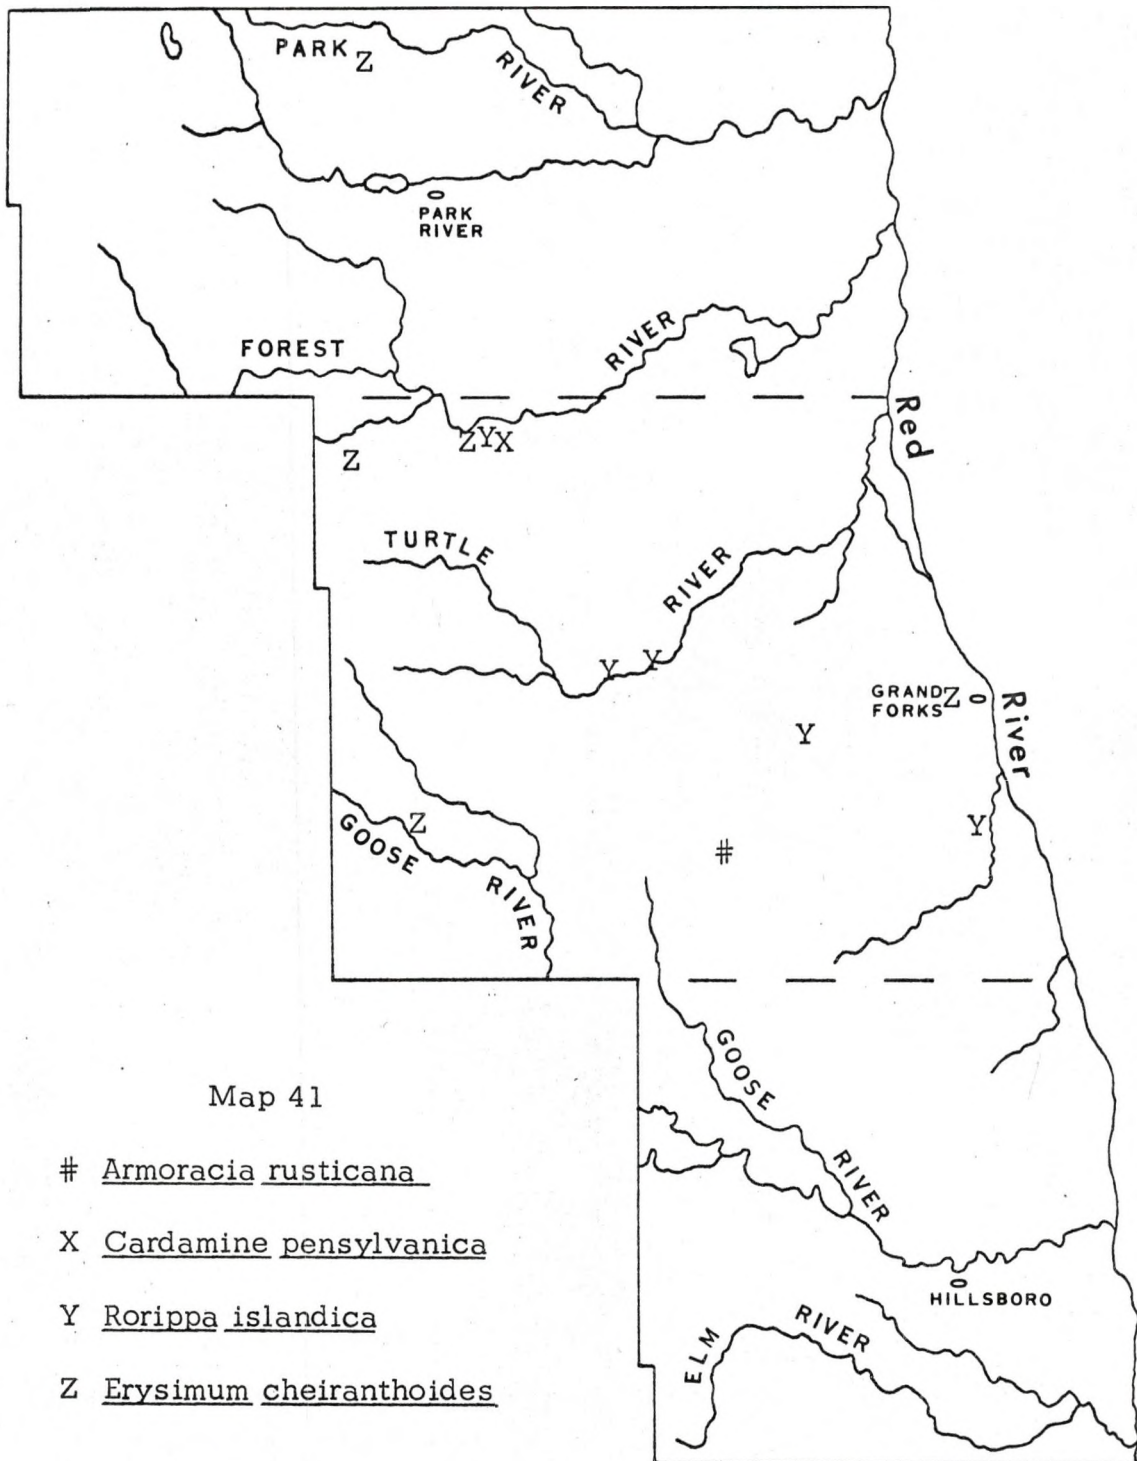 PARK Z
RIVER
PARK
RIVER
FOREST
RIVER
Red
River
Z
ZYX
TURTLE
RIVER
Y
Y
GRAND
FORKS Z
Y
Z
GOOSE
RIVER
#
Y
GOOSE
RIVER
HILLSBORO
ELM
RIVER
Map 41
# Armoracia rusticana
X Cardamine pensylvanica
Y Rorippa islandica
Z Erysimum cheiranthoides